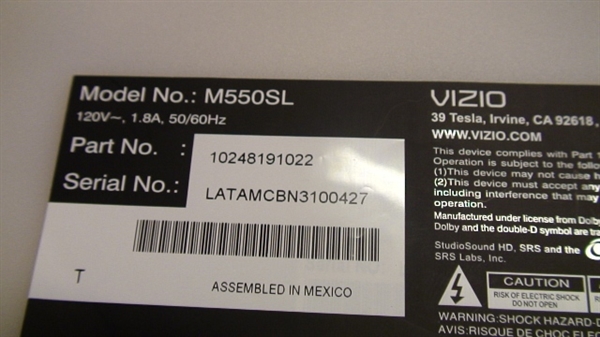 Model No.: M550SL
120V~, 1.8A, 50/60Hz
Part No. :
10248191022
Serial No.:
LATAMCBN3100427
T
ASSEMBLED IN MEXICO
VIZIO
39 Tesla, Irvine, CA 92618,
WWW.VIZIO.COM
This device complies with Part 1
Operation is subject to the follo
(1)This device may not cause h
(2)This device must accept any
including interference that may
operation.
Manufactured under license from Dolby
Dolby and the double-D symbol are tra
StudioSound HD, SRS and the
SRS Labs, Inc.
CAUTION
RISK OF ELECTRIC SHOCK
DO NOT OPEN
WARNING:SHOCK HAZARD-D
AVIS:RISQUE DE CHOC ELEC